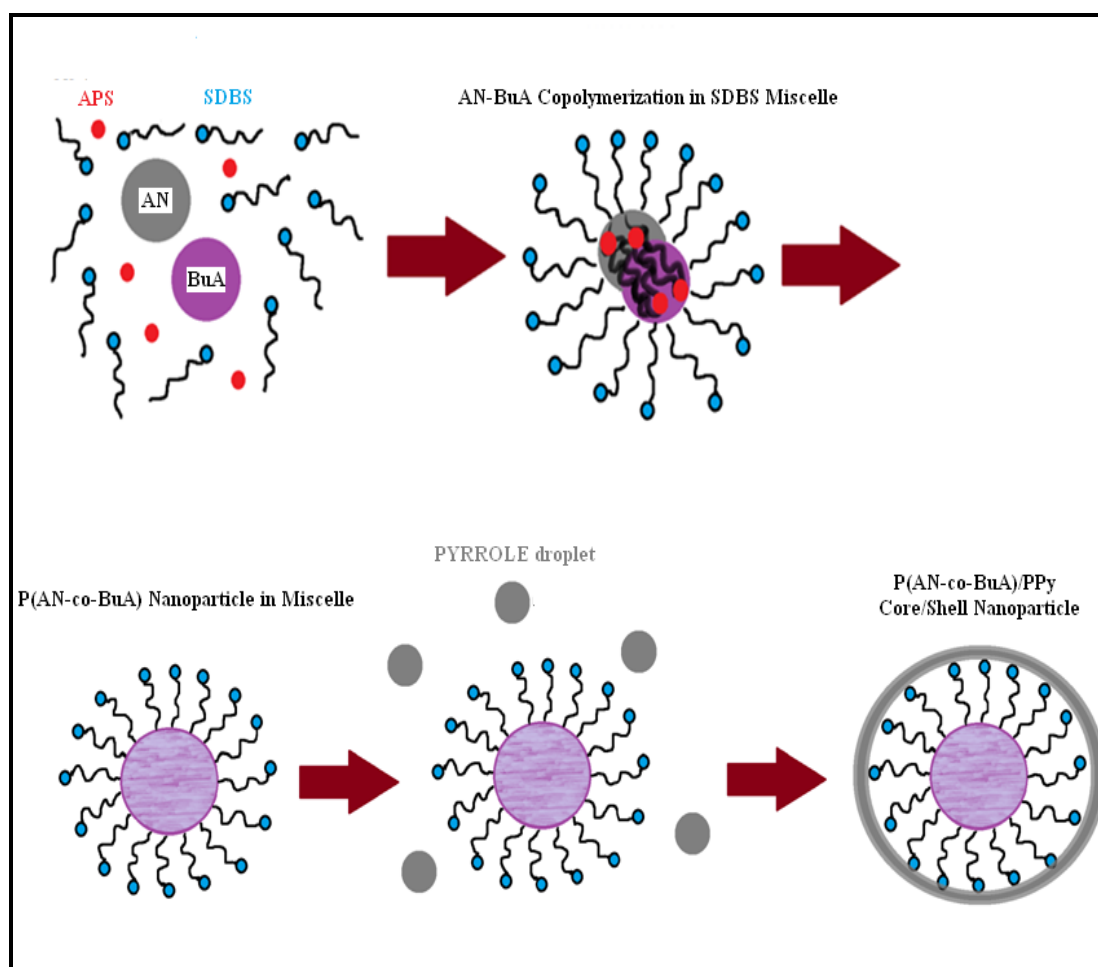 APS
SDBS
AN-BuA Copolymerization in SDBS Miscelle
AN
BuA
PYRROLE droplet
P(AN-co-BuA) Nanoparticle in Miscelle
P(AN-co-BuA)/PPy
Core/Shell Nanoparticle